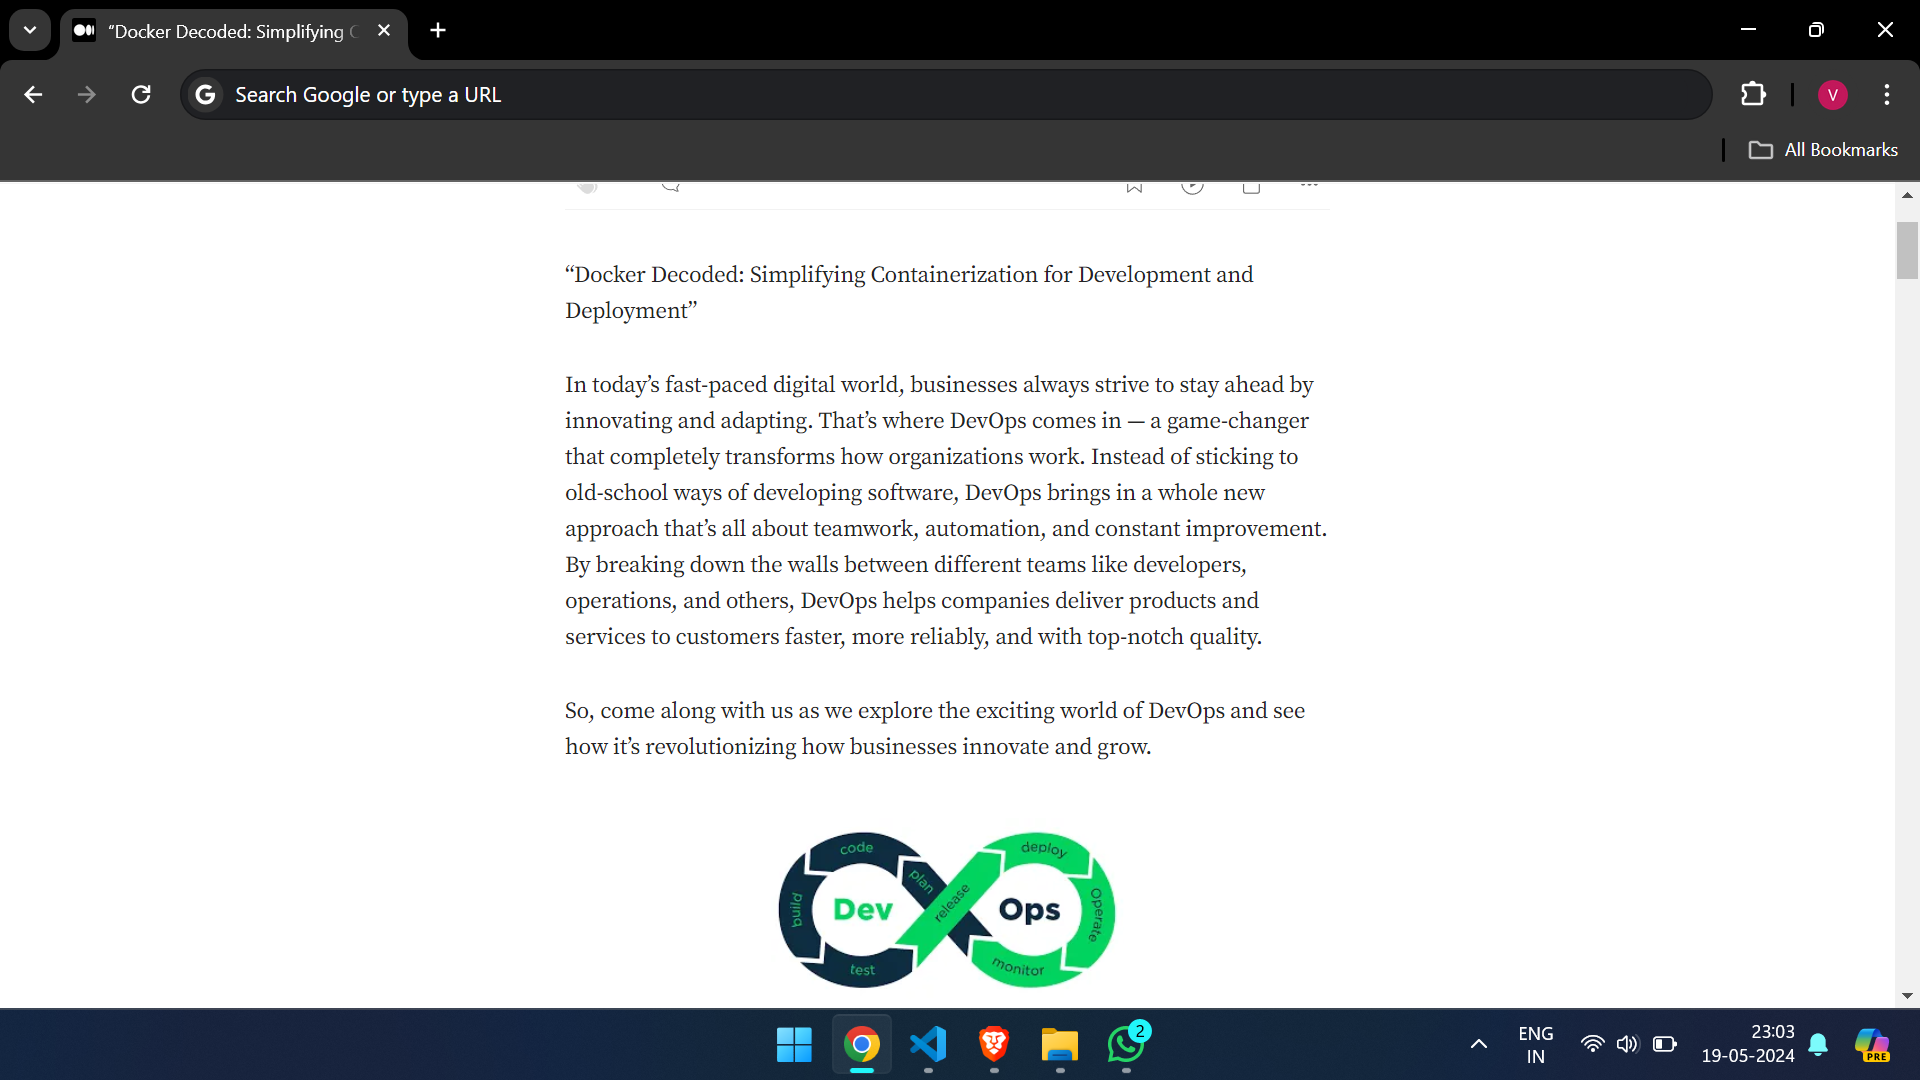 “Docker Decoded: Simplifying C
Search Google or type a URL
V
All Bookmarks
“Docker Decoded: Simplifying Containerization for Development and
Deployment”
In today’s fast-paced digital world, businesses always strive to stay ahead by
innovating and adapting. That’s where DevOps comes in — a game-changer
that completely transforms how organizations work. Instead of sticking to
old-school ways of developing software, DevOps brings in a whole new
approach that’s all about teamwork, automation, and constant improvement.
By breaking down the walls between different teams like developers,
operations, and others, DevOps helps companies deliver products and
services to customers faster, more reliably, and with top-notch quality.
So, come along with us as we explore the exciting world of DevOps and see
how it’s revolutionizing how businesses innovate and grow.
code
deploy
plan
build
Dev
release
Ops
Operate
test
monitor
2
ENG
IN
23:03
19-05-2024
PRE